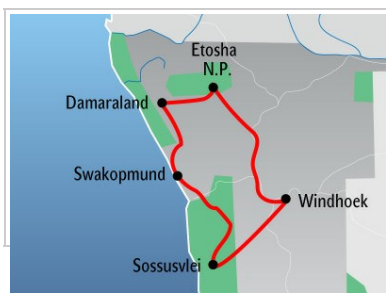 Etosha
N.P.
Damaraland
Swakopmund
Windhoek
Sossusvlei